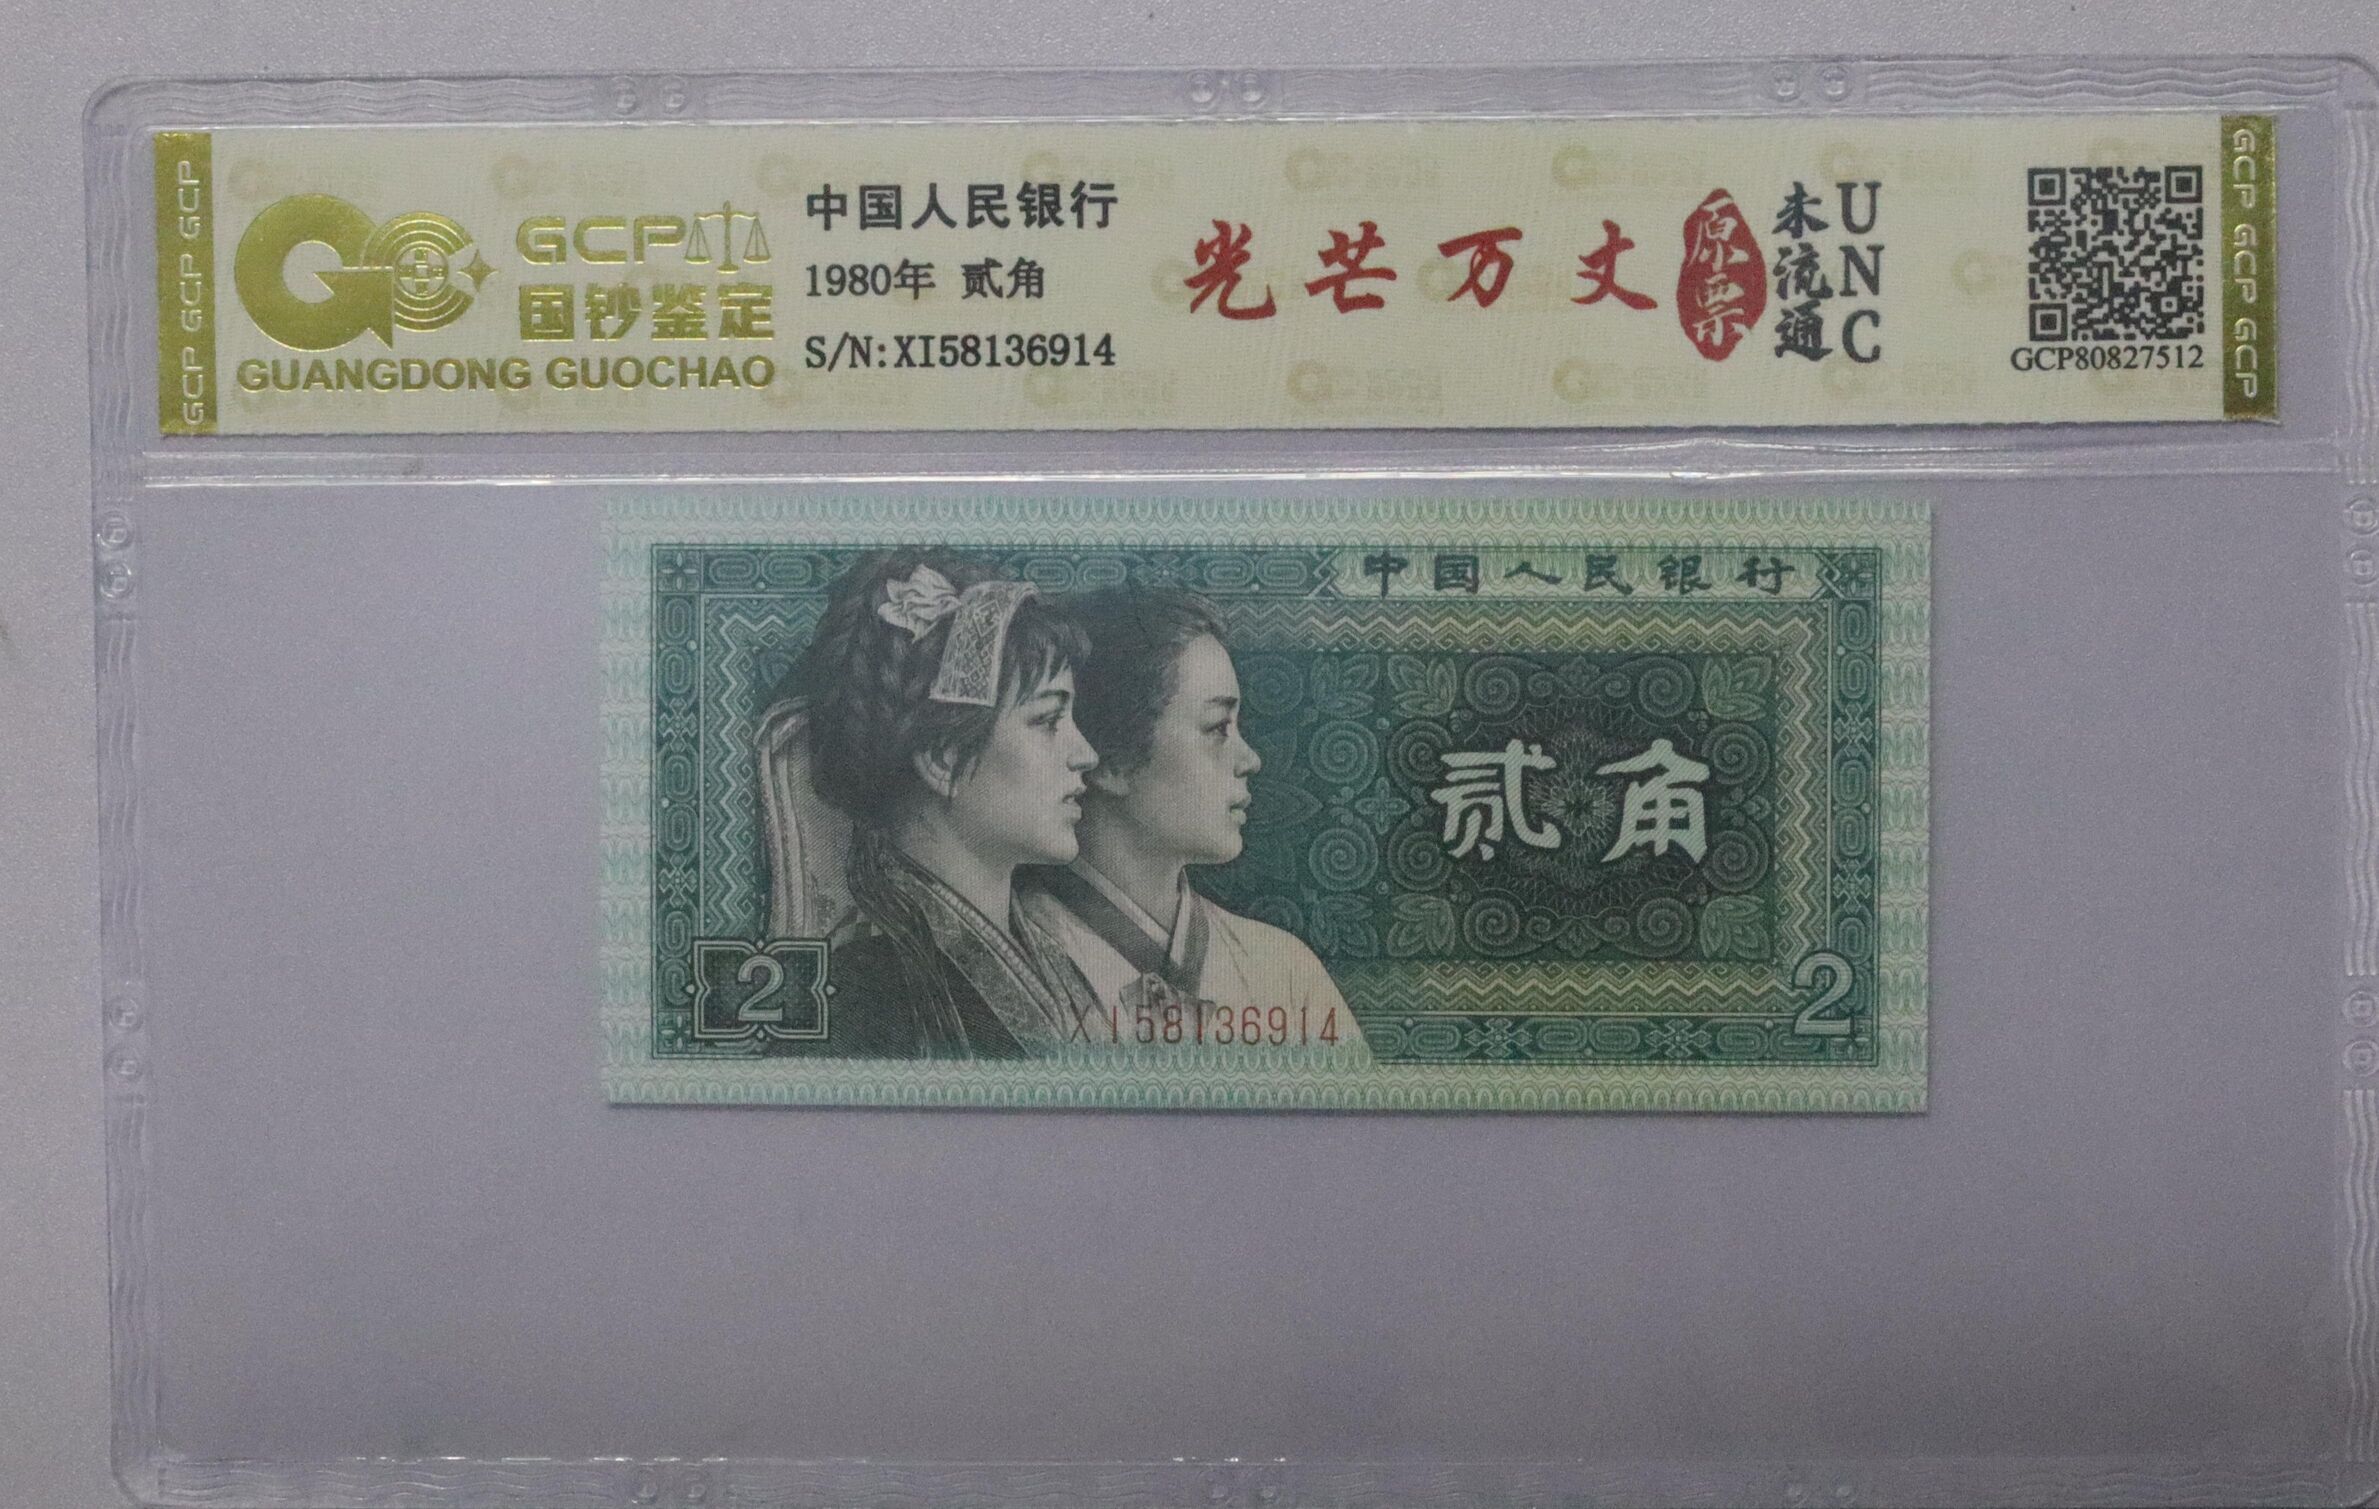 GCP GCP GCP
GCP
国钞鉴定
GUANGDONG GUOCHAO
中国人民银行
1980年 贰角
S/N:XI58136914
光芒万丈
原票
未流通
UNC
GCP80827512
GCP GCP GCP
中国人民银行
贰角
2
XI58136914
2